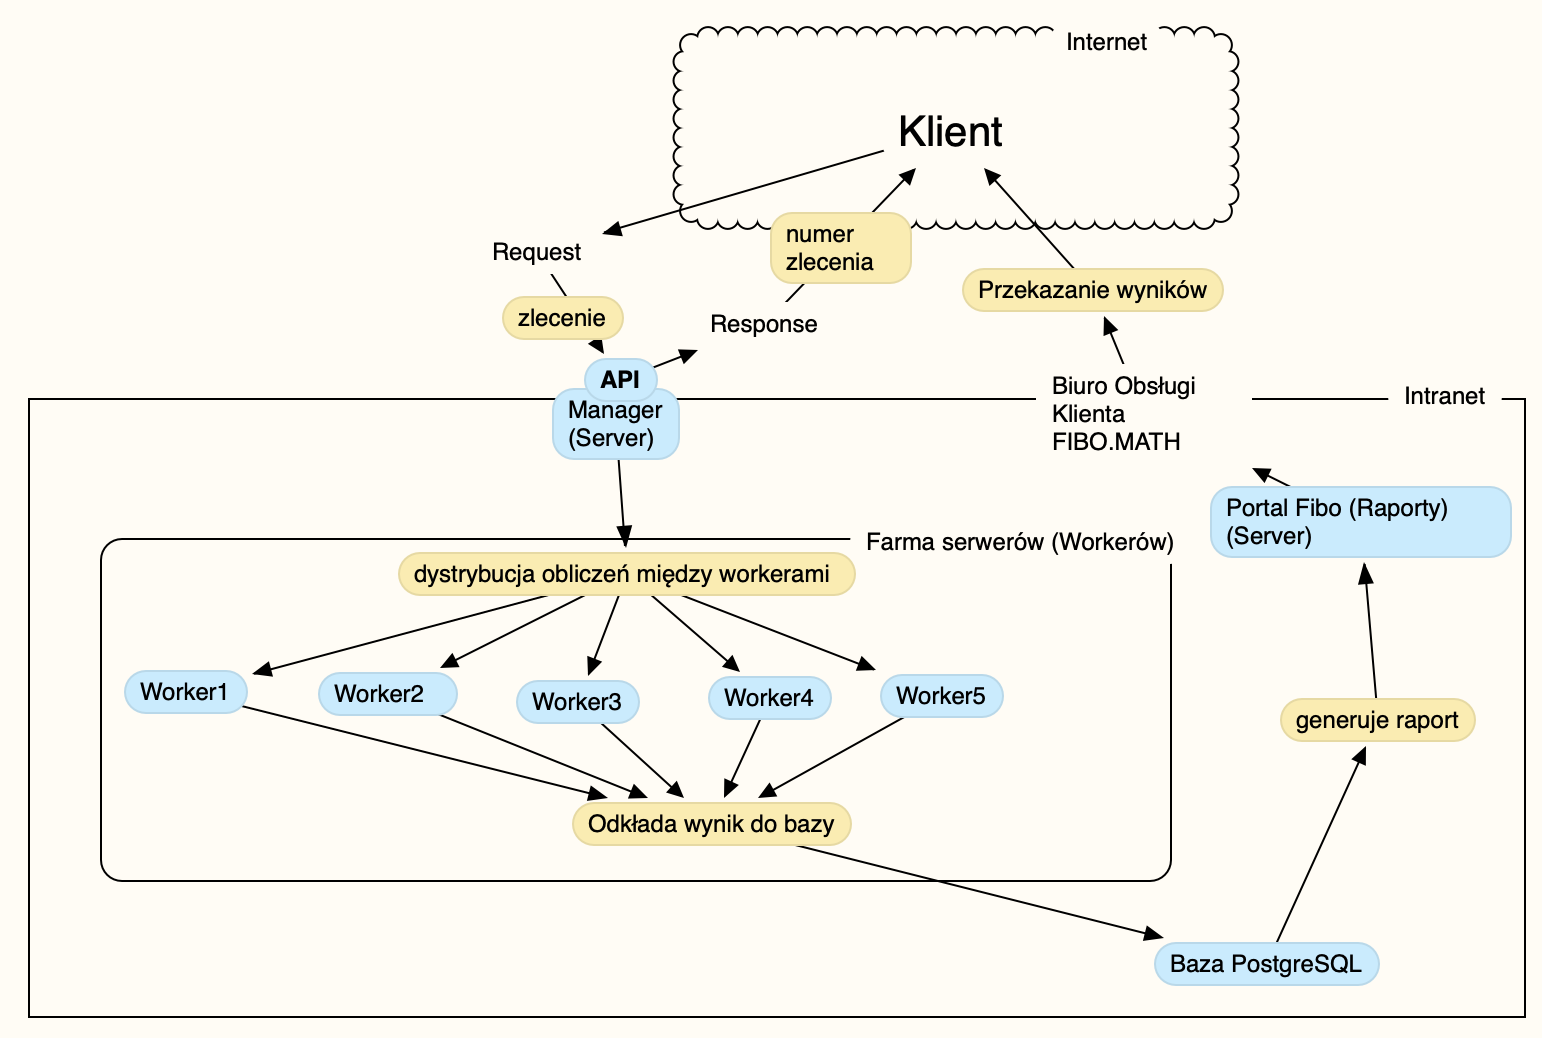 Internet
Klient
numer
zlecenia
Request
Przekazanie wyników
zlecenie
Response
API
Manager
(Server)
Biuro Obsługi
Klienta
FIBO.MATH
Intranet
Portal Fibo (Raporty)
(Server)
Farma serwerów (Workerów)
dystrybucja obliczeń między workerami
Worker1
Worker2
Worker3
Worker4
Worker5
generuje raport
Odkłada wynik do bazy
Baza PostgreSQL